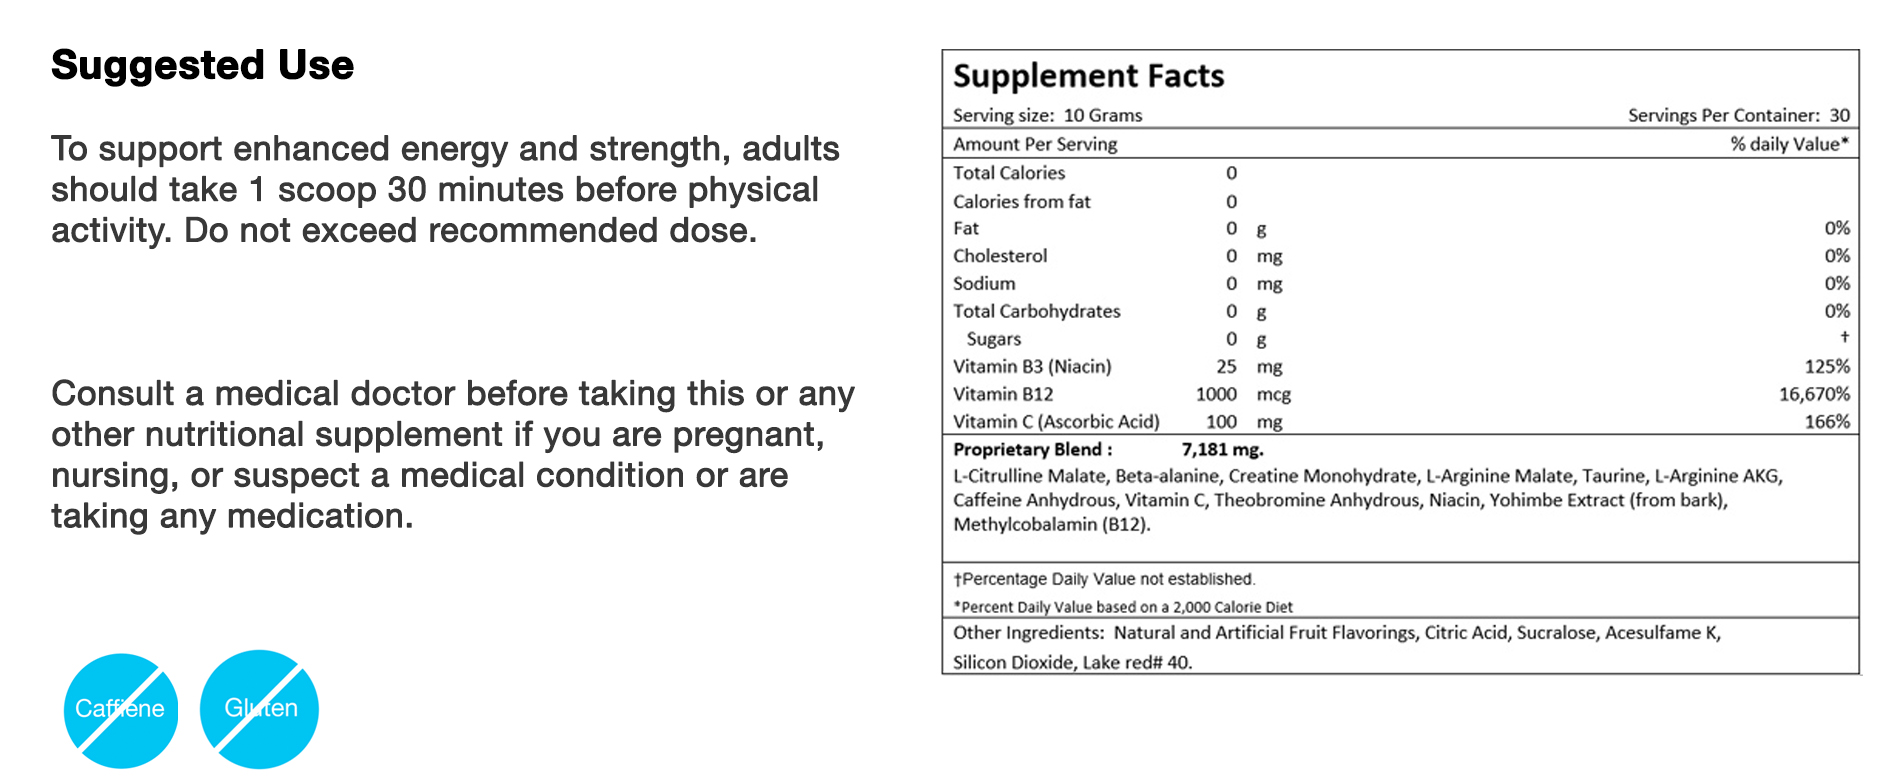 Suggested Use
To support enhanced energy and strength, adults
should take 1 scoop 30 minutes before physical
activity. Do not exceed recommended dose.
Consult a medical doctor before taking this or any
other nutritional supplement if you are pregnant,
nursing, or suspect a medical condition or are
taking any medication.
Caffiene
Gluten
Supplement Facts
Serving size: 10 Grams Servings Per Container: 30
Amount Per Serving % daily Value*
Total Calories 0
Calories from fat 0
Fat 0 g 0%
Cholesterol 0 mg 0%
Sodium 0 mg 0%
Total Carbohydrates 0 g 0%
Sugars 0 g †
Vitamin B3 (Niacin) 25 mg 125%
Vitamin B12 1000 mcg 16,670%
Vitamin C (Ascorbic Acid) 100 mg 166%
Proprietary Blend : 7,181 mg.
L-Citrulline Malate, Beta-alanine, Creatine Monohydrate, L-Arginine Malate, Taurine, L-Arginine AKG,
Caffeine Anhydrous, Vitamin C, Theobromine Anhydrous, Niacin, Yohimbe Extract (from bark),
Methylcobalamin (B12).
†Percentage Daily Value not established.
*Percent Daily Value based on a 2,000 Calorie Diet
Other Ingredients: Natural and Artificial Fruit Flavorings, Citric Acid, Sucralose, Acesulfame K,
Silicon Dioxide, Lake red# 40.